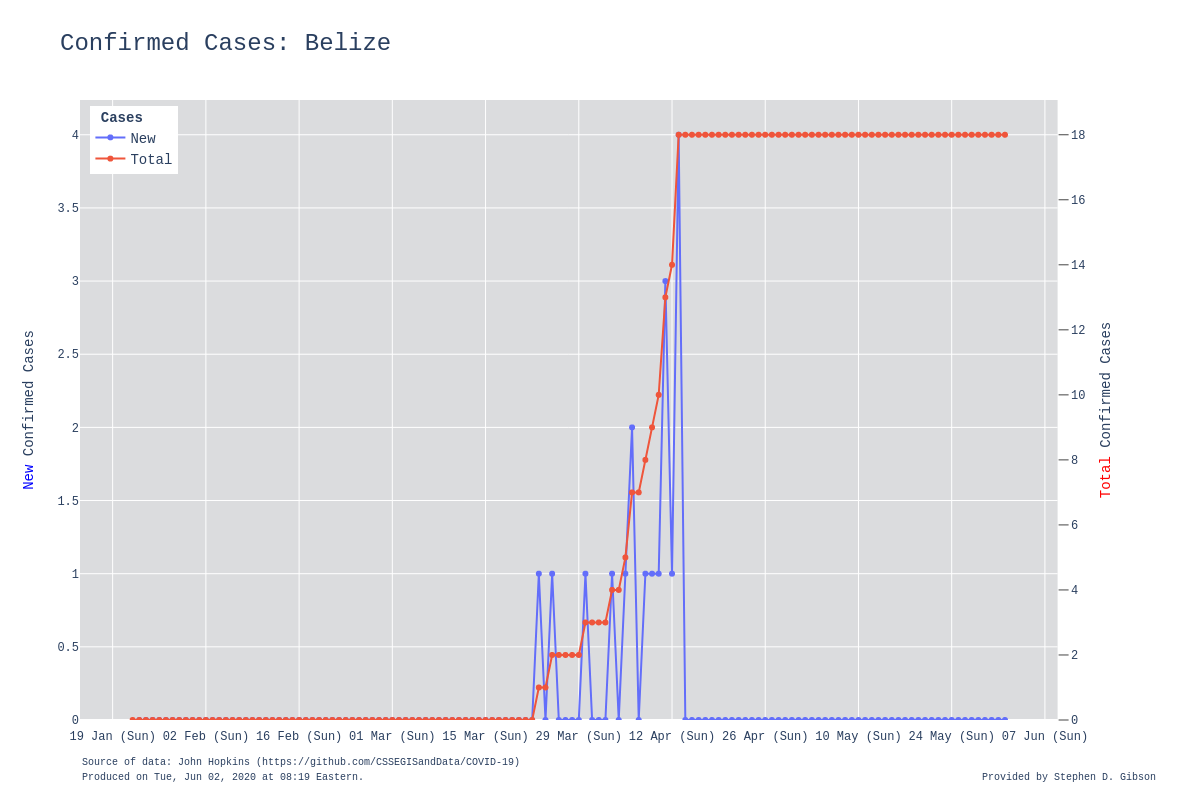 Confirmed Cases: Belize
Cases
New
Total
4
3.5
3
2.5
2
1.5
1
0.5
0
18
16
14
12
10
8
6
4
2
0
New Confirmed Cases
Total Confirmed Cases
19 Jan (Sun) 02 Feb (Sun) 16 Feb (Sun) 01 Mar (Sun) 15 Mar (Sun) 29 Mar (Sun) 12 Apr (Sun) 26 Apr (Sun) 10 May (Sun) 24 May (Sun) 07 Jun (Sun)
Source of data: John Hopkins (https://github.com/CSSEGISandData/COVID-19)
Produced on Tue, Jun 02, 2020 at 08:19 Eastern.
Provided by Stephen D. Gibson